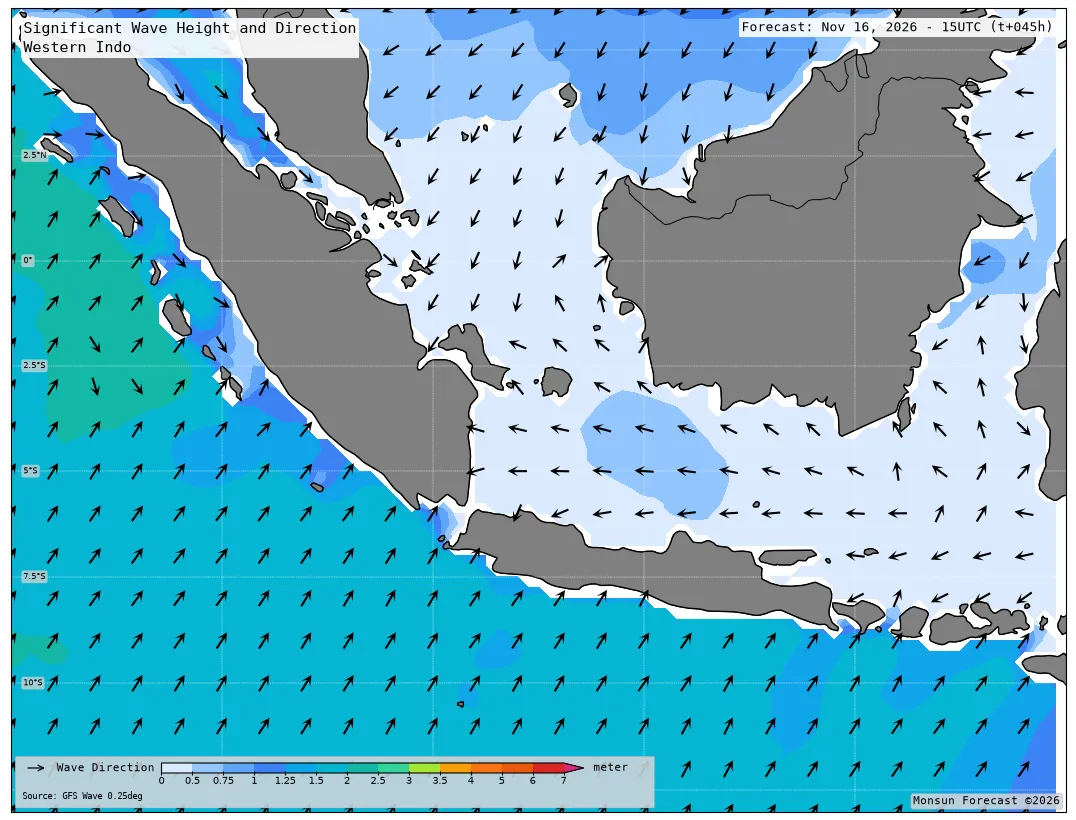 Significant Wave Height and Direction
Western Indo
Forecast: Nov 16, 2026 - 15UTC (t+045h)
2.5°N
0°
2.5°S
5°S
7.5°S
10°S
Wave Direction
meter
0 0.5 0.75 1 1.25 1.5 2 2.5 3 3.5 4 5 6 7
Source: GFS Wave 0.25deg
Monsun Forecast ©2026